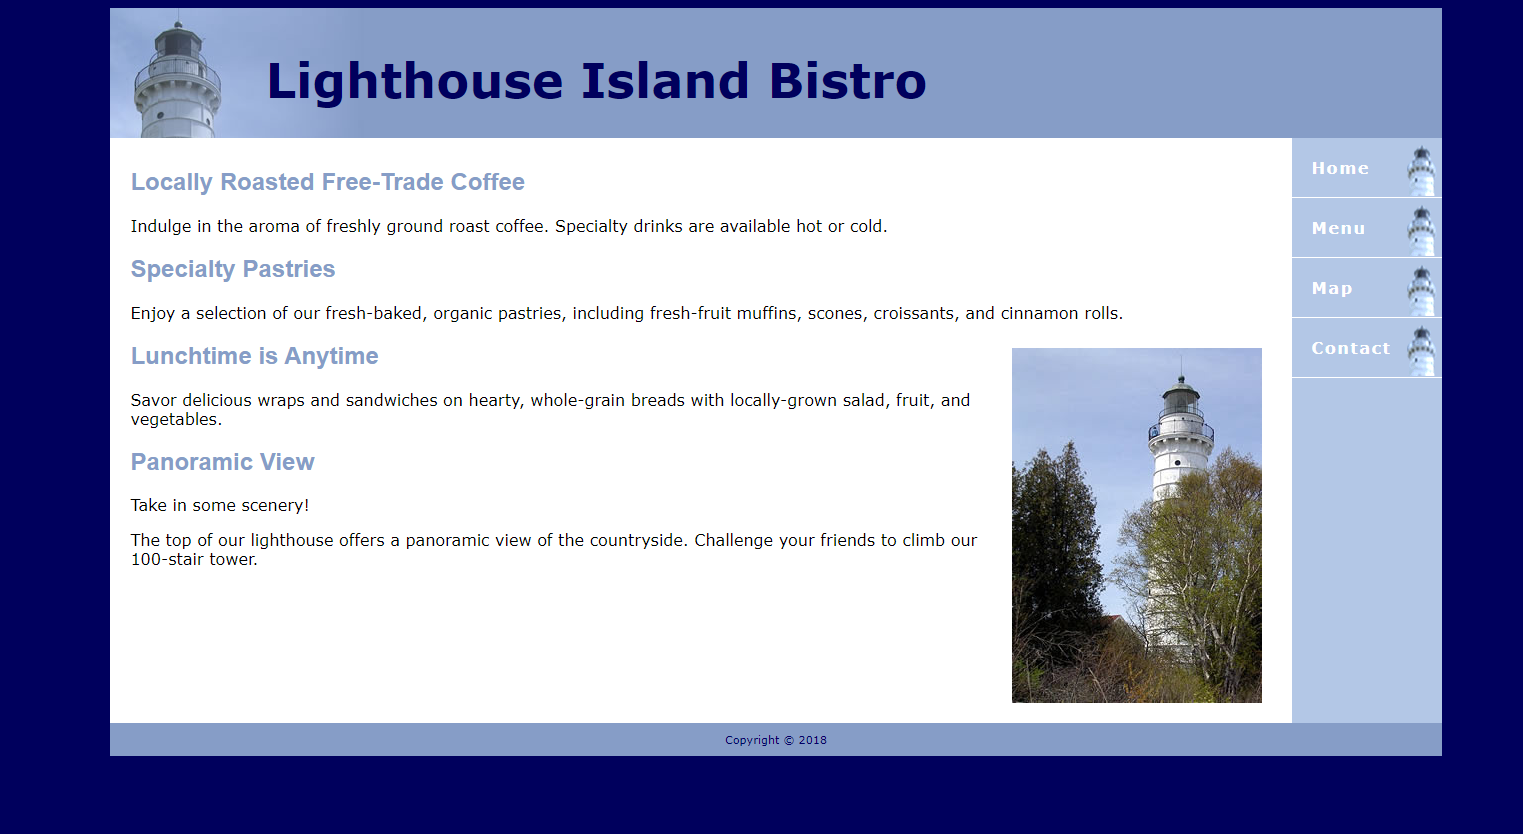 Lighthouse Island Bistro
Locally Roasted Free-Trade Coffee
Indulge in the aroma of freshly ground roast coffee. Specialty drinks are available hot or cold.
Specialty Pastries
Enjoy a selection of our fresh-baked, organic pastries, including fresh-fruit muffins, scones, croissants, and cinnamon rolls.
Lunchtime is Anytime
Savor delicious wraps and sandwiches on hearty, whole-grain breads with locally-grown salad, fruit, and
vegetables.
Panoramic View
Take in some scenery!
The top of our lighthouse offers a panoramic view of the countryside. Challenge your friends to climb our
100-stair tower.
Home
Menu
Map
Contact
Copyright © 2018